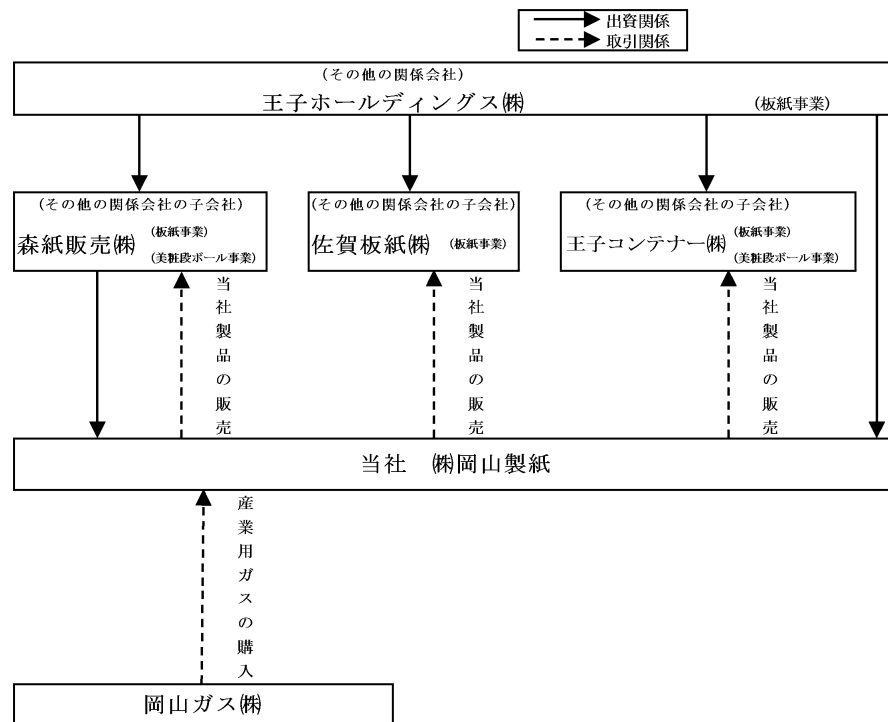 出資関係
取引関係
(その他の関係会社)
王子ホールディングス㈱
(板紙事業)
(その他の関係会社の子会社)
森紙販売㈱
(板紙事業)
(美粧段ボール事業)
(その他の関係会社の子会社)
佐賀板紙㈱
(板紙事業)
(その他の関係会社の子会社)
王子コンテナー㈱
(板紙事業)
(美粧段ボール事業)
当社製品の販売
当社製品の販売
当社製品の販売
当社　㈱岡山製紙
産業用ガスの購入
岡山ガス㈱